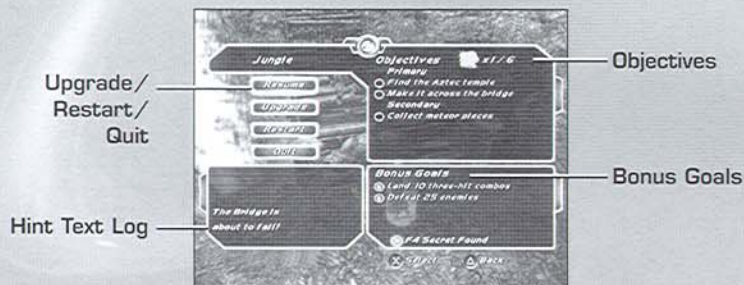 Upgrade/
Restart/
Quit
Hint Text Log
Objectives
Bonus Goals
Jungle
Resume
Upgrade
Restart
Quit
Objectives x1/6
Primary
Find the Aztec temple
Make it across the bridge
Secondary
Collect meteor pieces
The Bridge is
about to fall!
Bonus Goals
Land 10 three-hit combos
Defeat 25 enemies
F4 Secret Found
X Select
Back